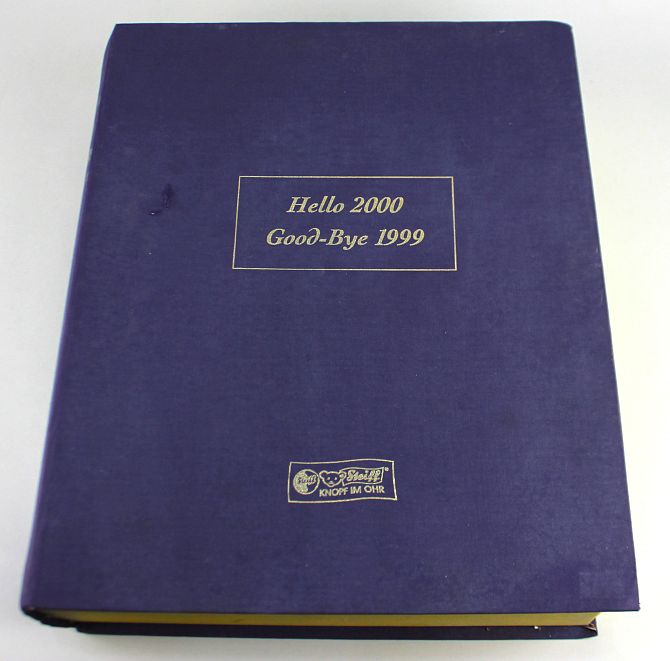 Hello 2000
Good-Bye 1999
Steiff
KNOPF IM OHR